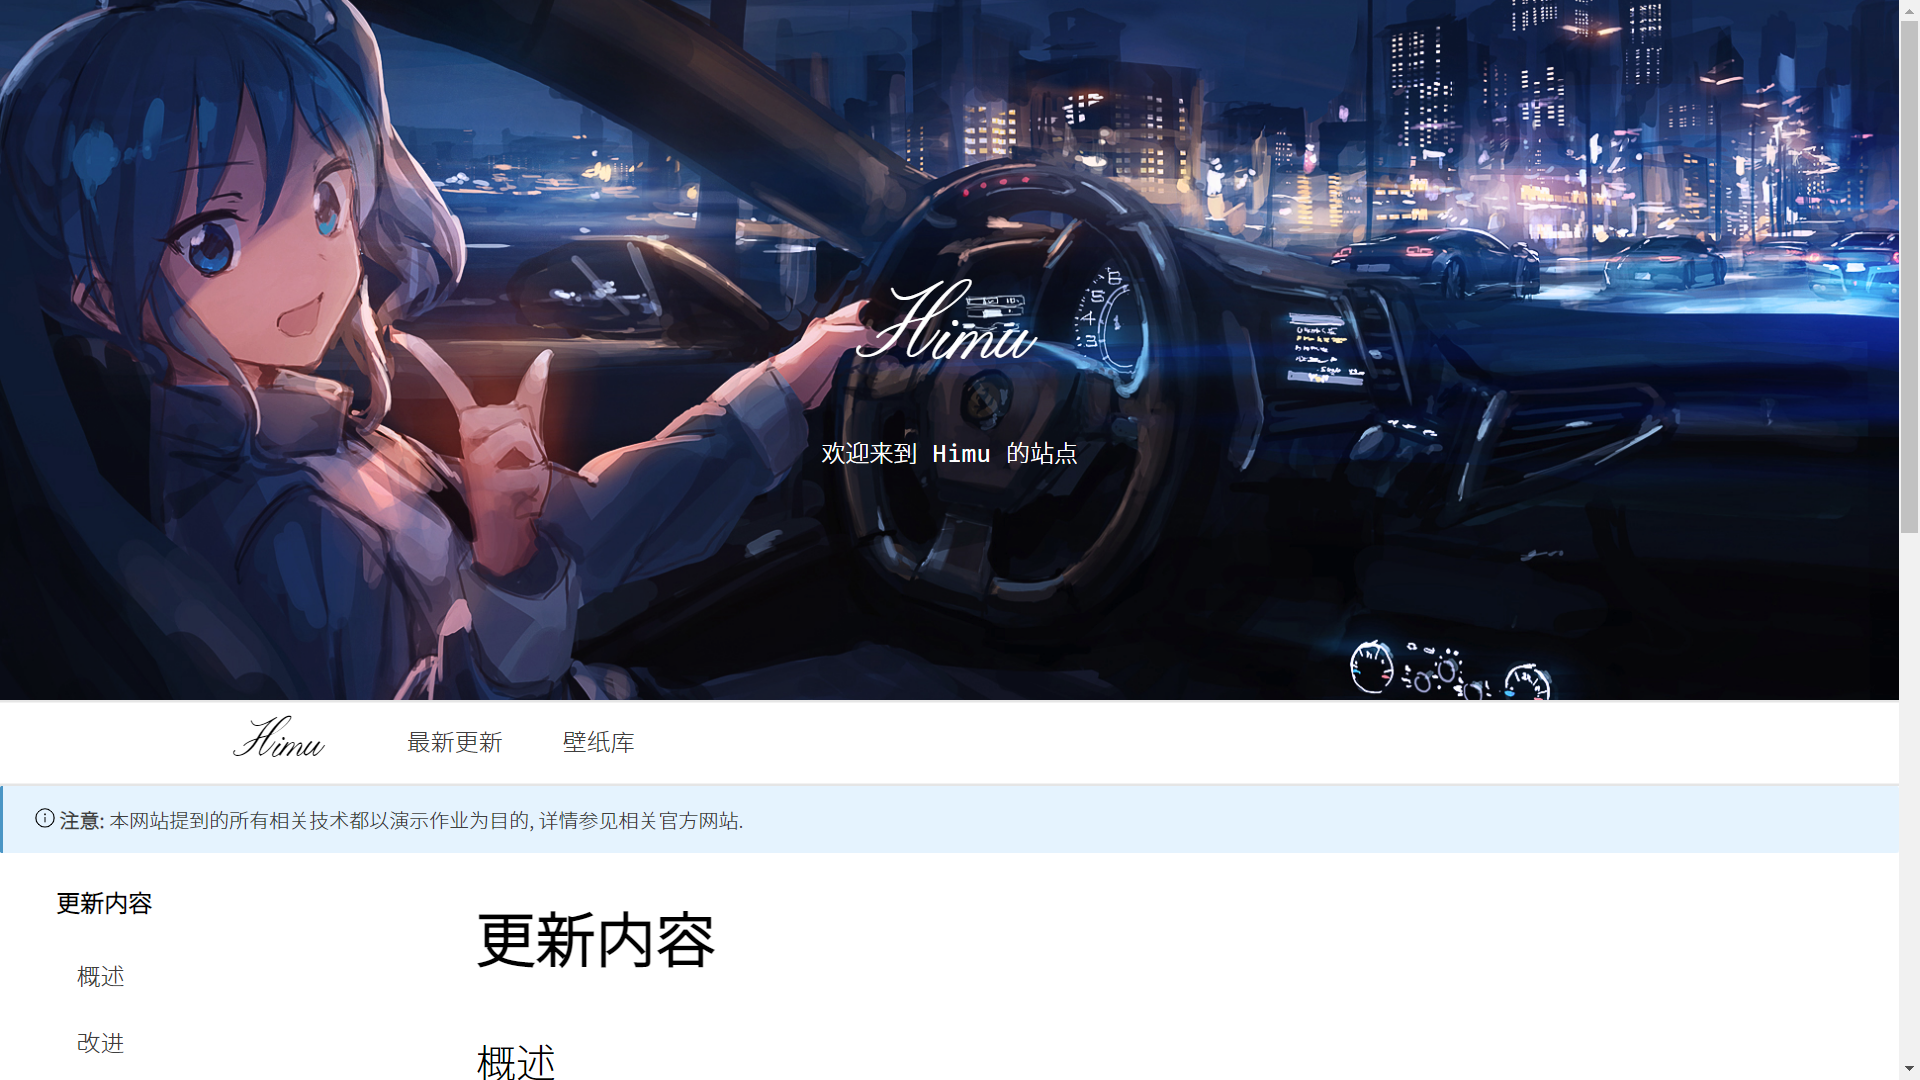 Himu
欢迎来到 Himu 的站点
Himu 最新更新 壁纸库
注意: 本网站提到的所有相关技术都以演示作业为目的, 详情参见相关官方网站.
更新内容
概述
改进
更新内容
概述